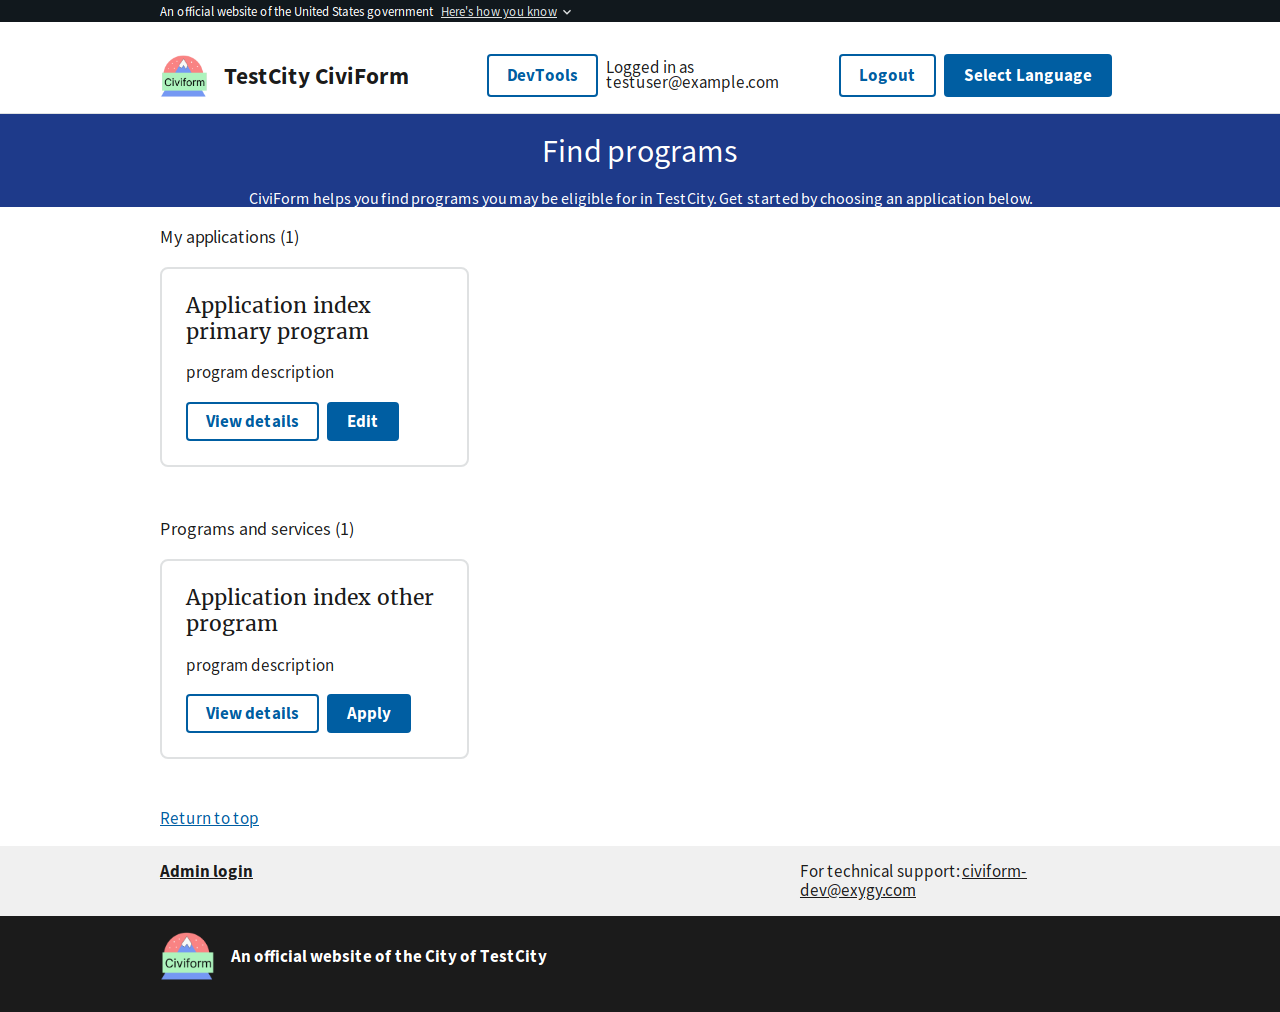 An official website of the United States government Here's how you know
Civiform
TestCity CiviForm
DevTools
Logged in as
testuser@example.com
Logout
Select Language
Find programs
CiviForm helps you find programs you may be eligible for in TestCity. Get started by choosing an application below.
My applications (1)
Application index
primary program
program description
View details
Edit
Programs and services (1)
Application index other
program
program description
View details
Apply
Return to top
Admin login
For technical support: civiform-
dev@exygy.com
Civiform
An official website of the City of TestCity